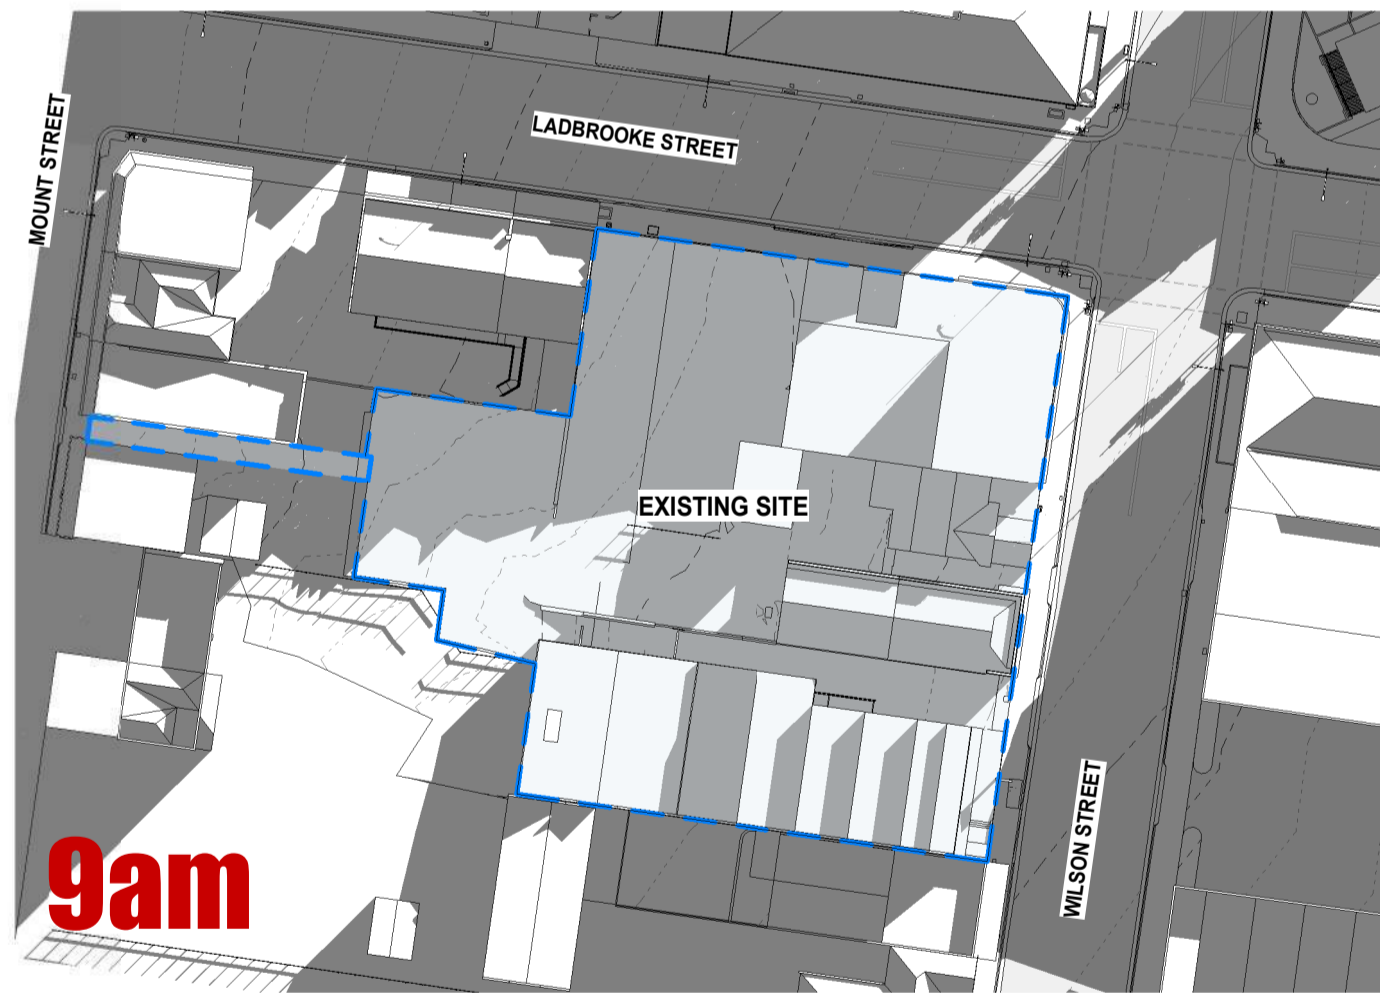 MOUNT STREET
LADBROOKE STREET
EXISTING SITE
WILSON STREET
9am